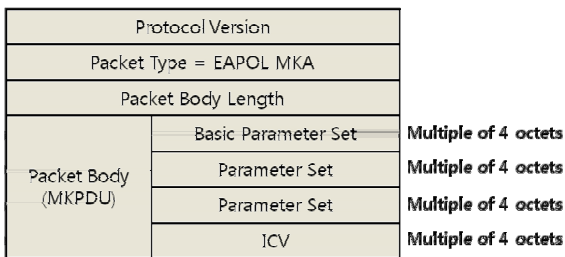 Protocol Version
Packet Type = EAPOL MKA
Packet Body Length
Packet Body
(MKPDU)
Basic Parameter Set Multiple of 4 octets
Parameter Set Multiple of 4 octets
Parameter Set Multiple of 4 octets
ICV Multiple of 4 octets